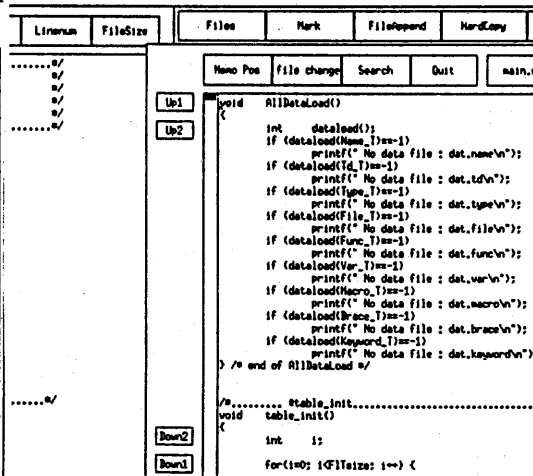 Linenum FileSize
Files Mark FileAppend HardCopy
.......*/
*/
*/
*/
*/
.......*/
Memo Pos file change Search Quit main.
Up1
Up2
void AllDataLoad()
{
int dataload();
if (dataload(Name_T)==-1)
printf(" No data file : dat.name\n");
if (dataload(Td_T)==-1)
printf(" No data file : dat.td\n");
if (dataload(Type_T)==-1)
printf(" No data file : dat.type\n");
if (dataload(File_T)==-1)
printf(" No data file : dat.file\n");
if (dataload(Func_T)==-1)
printf(" No data file : dat.func\n");
if (dataload(Var_T)==-1)
printf(" No data file : dat.var\n");
if (dataload(Macro_T)==-1)
printf(" No data file : dat.macro\n");
if (dataload(Brace_T)==-1)
printf(" No data file : dat.brace\n");
if (dataload(Keyword_T)==-1)
printf(" No data file : dat.keyword\n")
} /* end of AllDataLoad */
......*/
/*......... *table_init..............................
void table_init()
{
int i;
for(i=0; i<FlTsize; i++) {
Down2
Down1